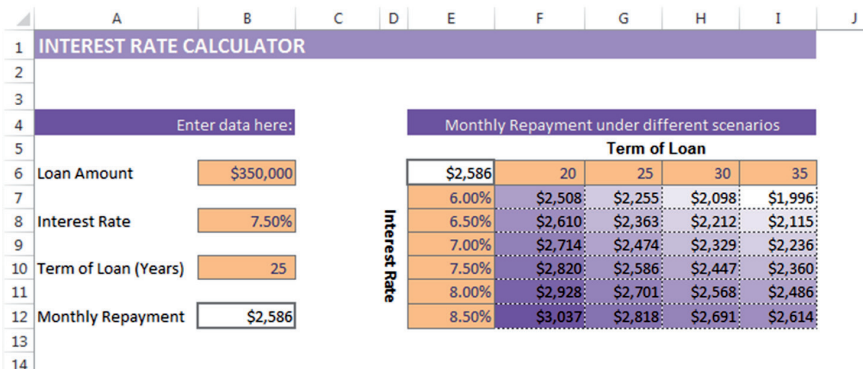 A B C D E F G H I J
1 INTEREST RATE CALCULATOR
2
3
4 Enter data here: Monthly Repayment under different scenarios
5 Term of Loan
6 Loan Amount $350,000 $2,586 20 25 30 35
7 6.00% $2,508 $2,255 $2,098 $1,996
8 Interest Rate 7.50% 6.50% $2,610 $2,363 $2,212 $2,115
9 7.00% $2,714 $2,474 $2,329 $2,236
10 Term of Loan (Years) 25 7.50% $2,820 $2,586 $2,447 $2,360
11 8.00% $2,928 $2,701 $2,568 $2,486
12 Monthly Repayment $2,586 8.50% $3,037 $2,818 $2,691 $2,614
Interest Rate
13
14